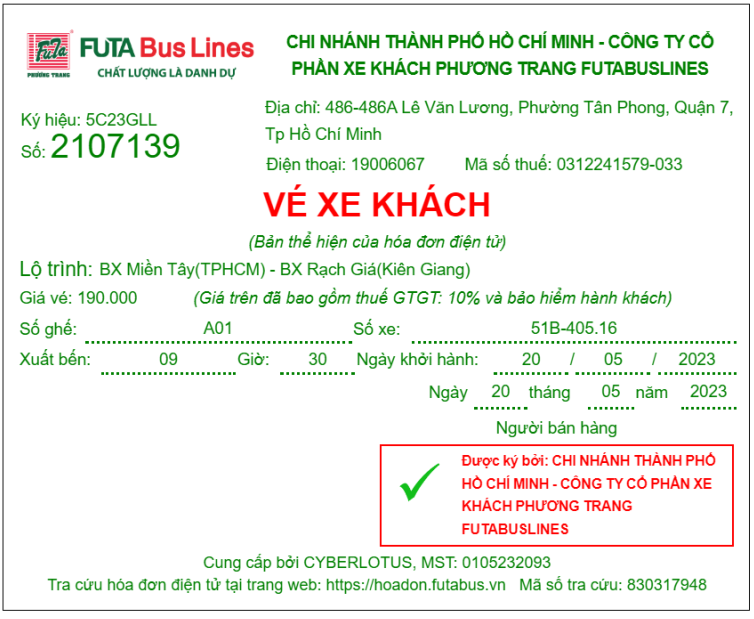 FUTA Bus Lines
PHƯƠNG TRANG
CHẤT LƯỢNG LÀ DANH DỰ
CHI NHÁNH THÀNH PHỐ HỒ CHÍ MINH - CÔNG TY CỔ
PHẦN XE KHÁCH PHƯƠNG TRANG FUTABUSLINES
Ký hiệu: 5C23GLL
Số: 2107139
Địa chỉ: 486-486A Lê Văn Lương, Phường Tân Phong, Quận 7,
Tp Hồ Chí Minh
Điện thoại: 19006067 Mã số thuế: 0312241579-033
VÉ XE KHÁCH
(Bản thể hiện của hóa đơn điện tử)
Lộ trình: BX Miền Tây(TPHCM) - BX Rạch Giá(Kiên Giang)
Giá vé: 190.000 (Giá trên đã bao gồm thuế GTGT: 10% và bảo hiểm hành khách)
Số ghế: A01 Số xe: 51B-405.16
Xuất bến: 09 Giờ: 30 Ngày khởi hành: 20 / 05 / 2023
Ngày 20 tháng 05 năm 2023
Người bán hàng
Được ký bởi: CHI NHÁNH THÀNH PHỐ
HỒ CHÍ MINH - CÔNG TY CỔ PHẦN XE
KHÁCH PHƯƠNG TRANG
FUTABUSLINES
Cung cấp bởi CYBERLOTUS, MST: 0105232093
Tra cứu hóa đơn điện tử tại trang web: https://hoadon.futabus.vn Mã số tra cứu: 830317948